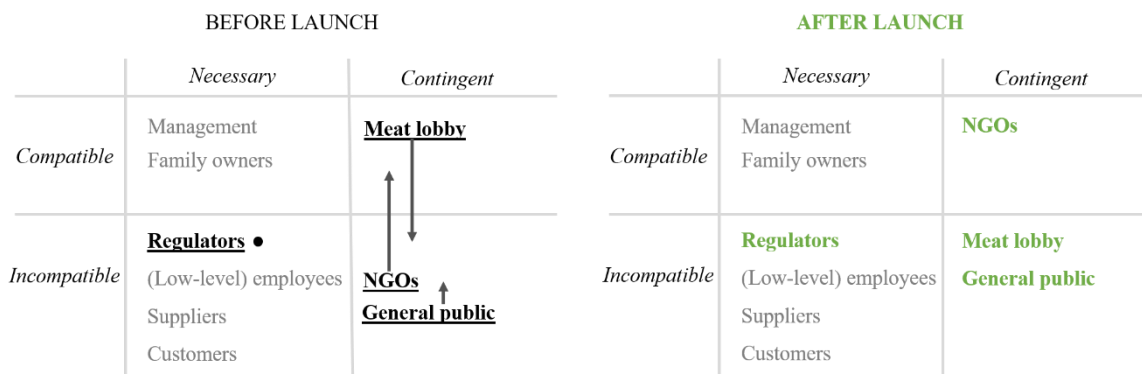 BEFORE LAUNCH
Necessary
Contingent
Compatible
Management
Family owners
Meat lobby
Incompatible
Regulators ●
(Low-level) employees
Suppliers
Customers
NGOs
General public
AFTER LAUNCH
Necessary
Contingent
Compatible
Management
Family owners
NGOs
Incompatible
Regulators
(Low-level) employees
Suppliers
Customers
Meat lobby
General public